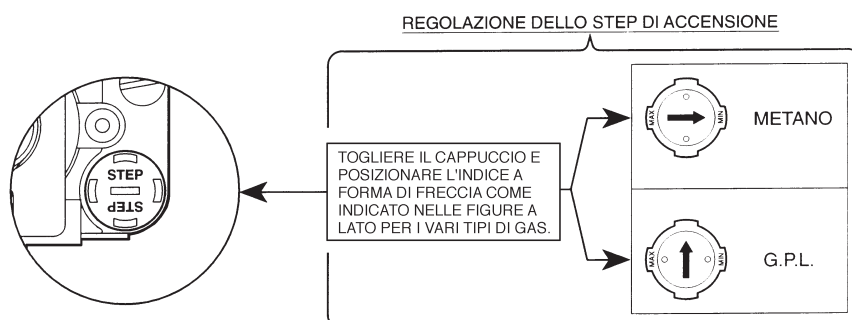 REGOLAZIONE DELLO STEP DI ACCENSIONE
STEP
STEP
TOGLIERE IL CAPPUCCIO E
POSIZIONARE L'INDICE A
FORMA DI FRECCIA COME
INDICATO NELLE FIGURE A
LATO PER I VARI TIPI DI GAS.
MAX
MIN
METANO
MAX
MIN
G.P.L.